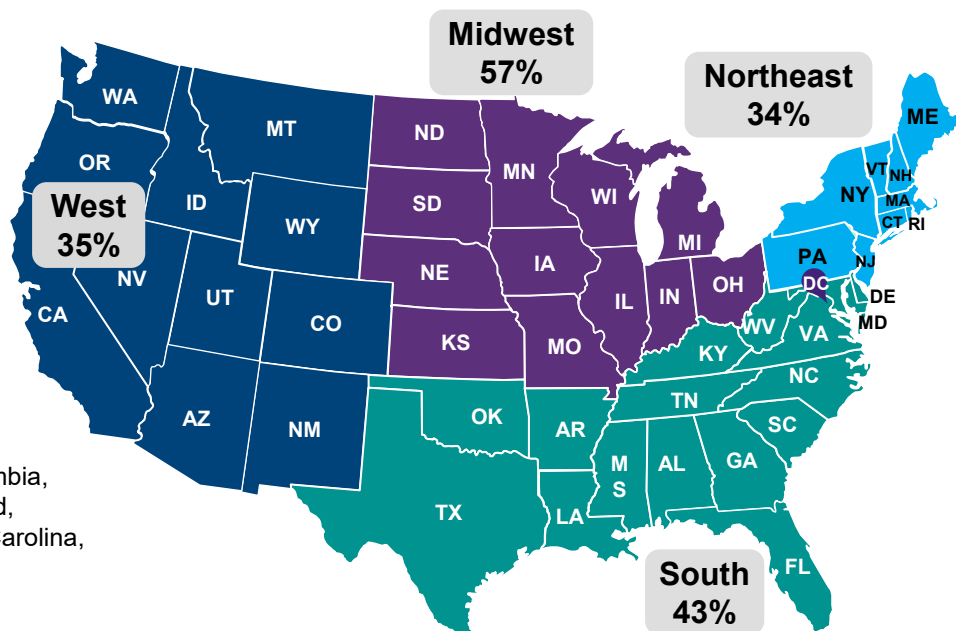 Midwest
57%
Northeast
34%
West
35%
South
43%
WA
OR
CA
NV
ID
MT
WY
UT
CO
AZ
NM
ND
SD
NE
KS
MN
IA
MO
WI
IL
MI
IN
OH
OK
TX
AR
LA
M
S
AL
TN
KY
WV
VA
NC
SC
GA
FL
DC
DE
MD
PA
NJ
NY
CT
RI
MA
VT
NH
ME